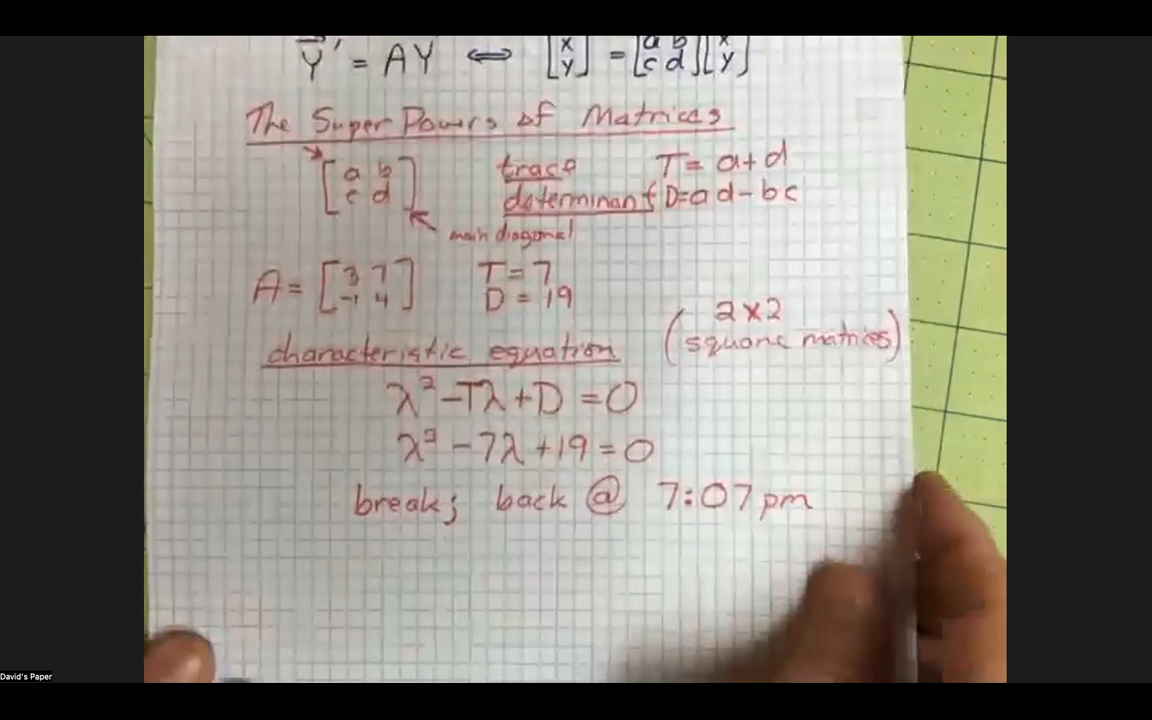 Y⃗' = AY ⟺ [x y] = [a b c d][x y]
The Super Powers of Matrices
[a b c d] trace T = a+d
determinant D=ad-bc
main diagonal
A = [3 7 -1 4] T = 7
D = 19
2x2
characteristic equation (square matrices)
λ² -Tλ +D =0
λ² -7λ +19 =0
break; back @ 7:07 pm
David's Paper